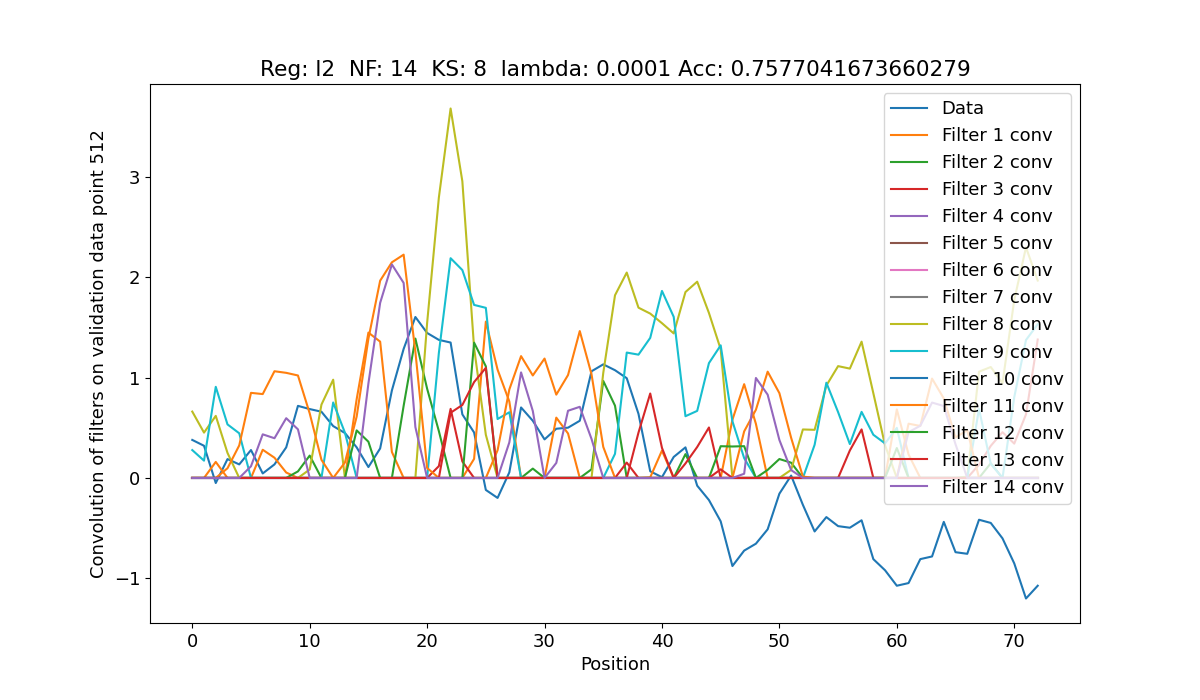 Reg: l2 NF: 14 KS: 8 lambda: 0.0001 Acc: 0.7577041673660279
Convolution of filters on validation data point 512
3
2
1
0
−1
0 10 20 30 40 50 60 70
Position
Data
Filter 1 conv
Filter 2 conv
Filter 3 conv
Filter 4 conv
Filter 5 conv
Filter 6 conv
Filter 7 conv
Filter 8 conv
Filter 9 conv
Filter 10 conv
Filter 11 conv
Filter 12 conv
Filter 13 conv
Filter 14 conv